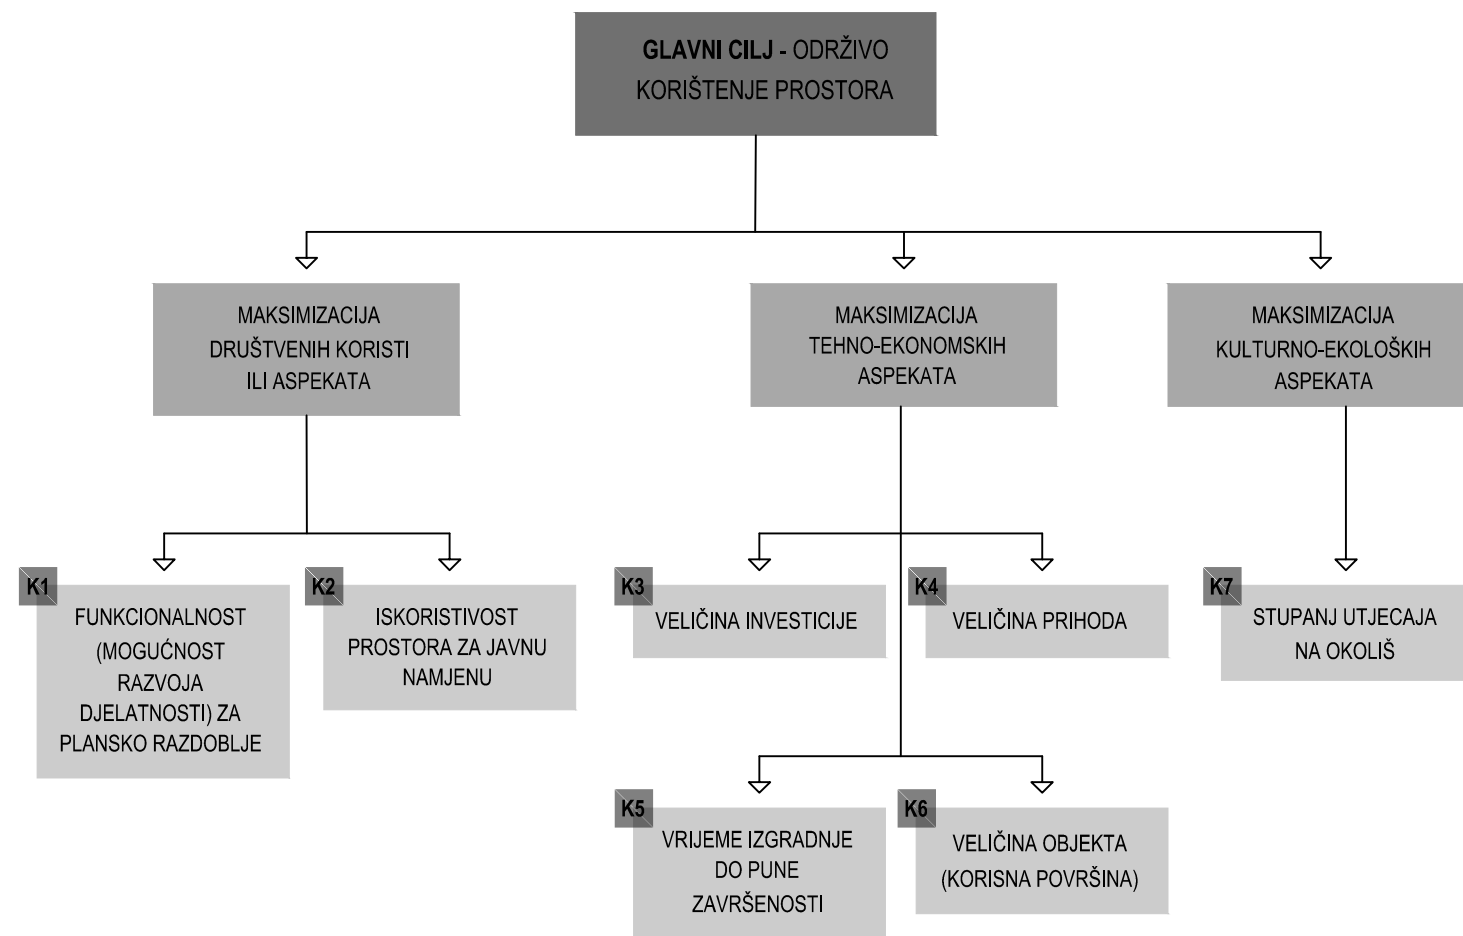 GLAVNI CILJ - ODRŽIVO
KORIŠTENJE PROSTORA
MAKSIMIZACIJA
DRUŠTVENIH KORISTI
ILI ASPEKATA
MAKSIMIZACIJA
TEHNO-EKONOMSKIH
ASPEKATA
MAKSIMIZACIJA
KULTURNO-EKOLOŠKIH
ASPEKATA
K1
FUNKCIONALNOST
(MOGUĆNOST
RAZVOJA
DJELATNOSTI) ZA
PLANSKO RAZDOBLJE
K2
ISKORISTIVOST
PROSTORA ZA JAVNU
NAMJENU
K3
VELIČINA INVESTICIJE
K4
VELIČINA PRIHODA
K7
STUPANJ UTJECAJA
NA OKOLIŠ
K5
VRIJEME IZGRADNJE
DO PUNE
ZAVRŠENOSTI
K6
VELIČINA OBJEKTA
(KORISNA POVRŠINA)